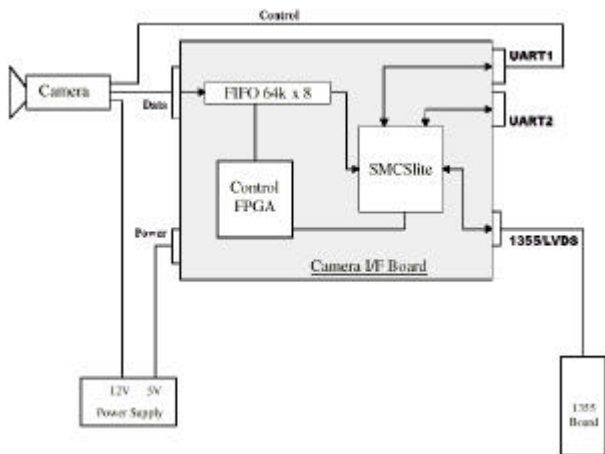 Control
UART1
Camera
FIFO 64k x 8
Data
UART2
SMCSlite
Control
FPGA
Power
1355/LVDS
Camera I/F Board
12V 5V
Power Supply
1355
Board